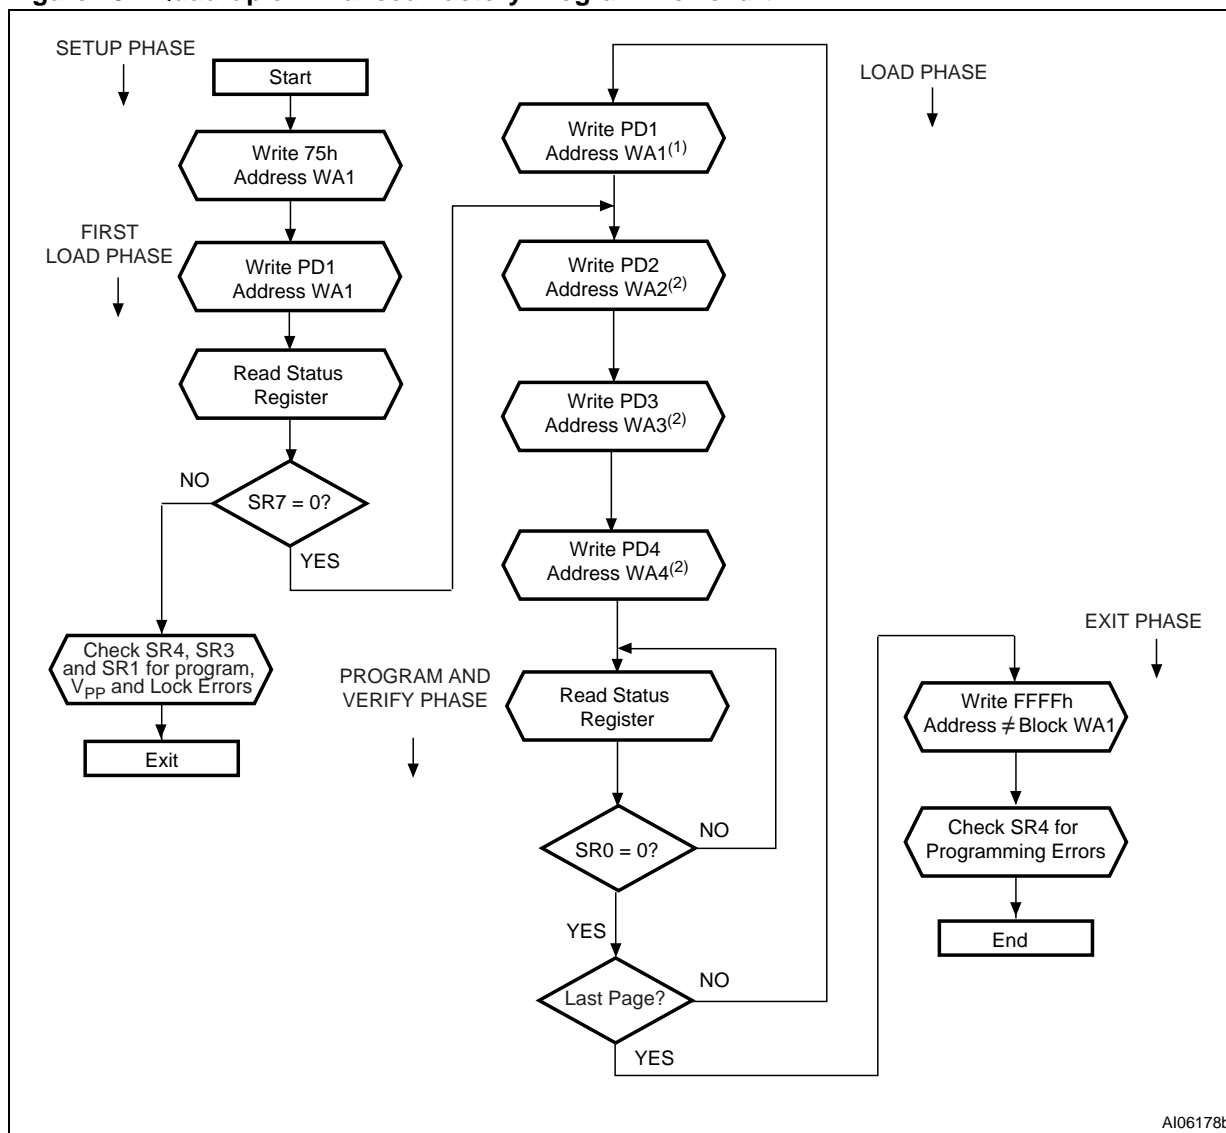 SETUP PHASE
Start
Write 75h
Address WA1
FIRST
LOAD PHASE
Write PD1
Address WA1
Read Status
Register
NO
SR7 = 0?
YES
Check SR4, SR3
and SR1 for program,
VPP and Lock Errors
Exit
LOAD PHASE
Write PD1
Address WA1(1)
Write PD2
Address WA2(2)
Write PD3
Address WA3(2)
Write PD4
Address WA4(2)
PROGRAM AND
VERIFY PHASE
Read Status
Register
NO
SR0 = 0?
YES
NO
Last Page?
YES
EXIT PHASE
Write FFFFh
Address ≠ Block WA1
Check SR4 for
Programming Errors
End
AI06178b